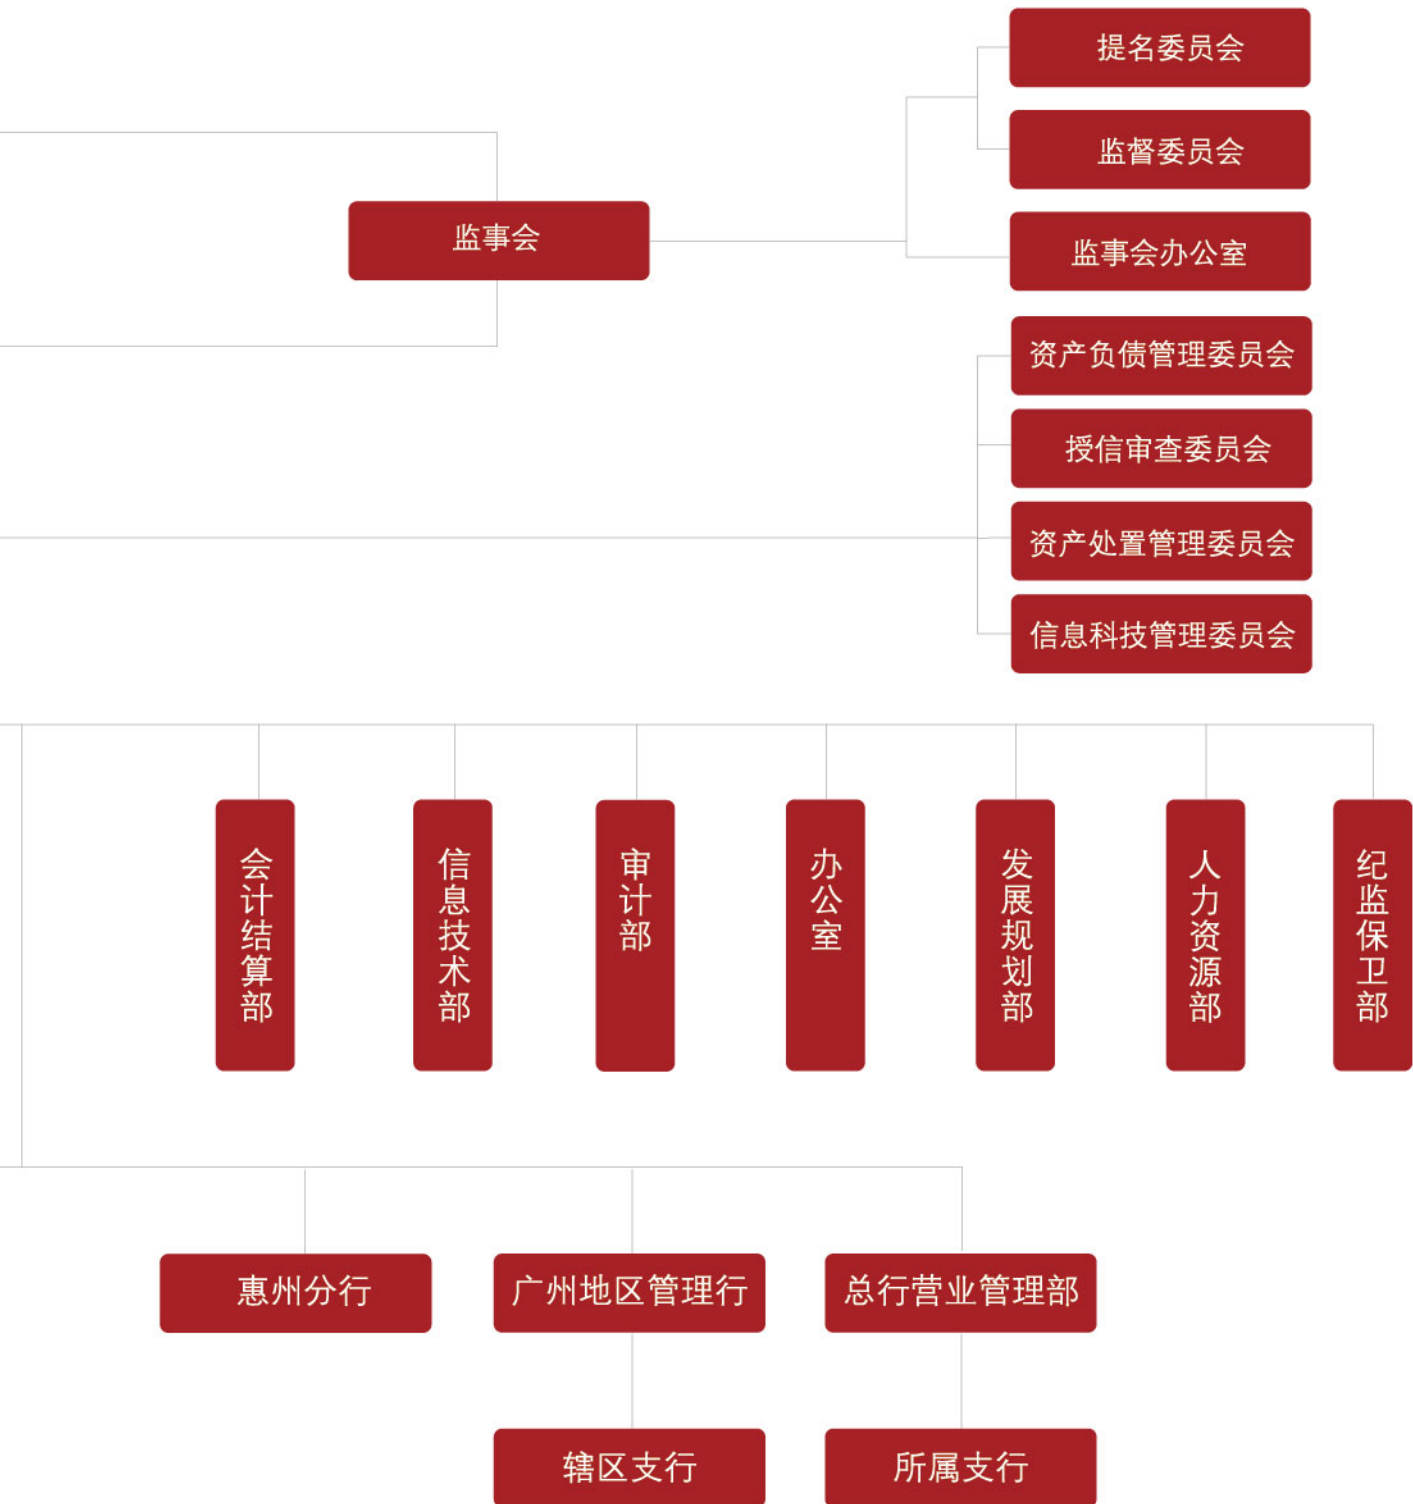 提名委员会
监督委员会
监事会
监事会办公室
资产负债管理委员会
授信审查委员会
资产处置管理委员会
信息科技管理委员会
会计结算部
信息技术部
审计部
办公室
发展规划部
人力资源部
纪监保卫部
惠州分行
广州地区管理行
总行营业管理部
辖区支行
所属支行